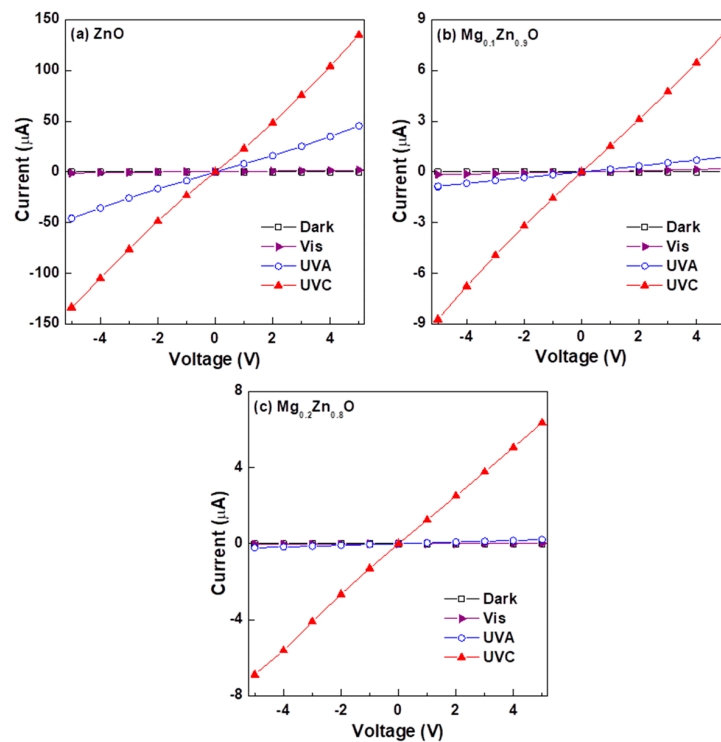 (a) ZnO
150
100
50
0
-50
-100
-150
Current (μA)
-4 -2 0 2 4
Voltage (V)
Dark
Vis
UVA
UVC
(b) Mg0.1Zn0.9O
9
6
3
0
-3
-6
-9
Current (μA)
-4 -2 0 2 4
Voltage (V)
Dark
Vis
UVA
UVC
(c) Mg0.2Zn0.8O
8
4
0
-4
-8
Current (μA)
-4 -2 0 2 4
Voltage (V)
Dark
Vis
UVA
UVC